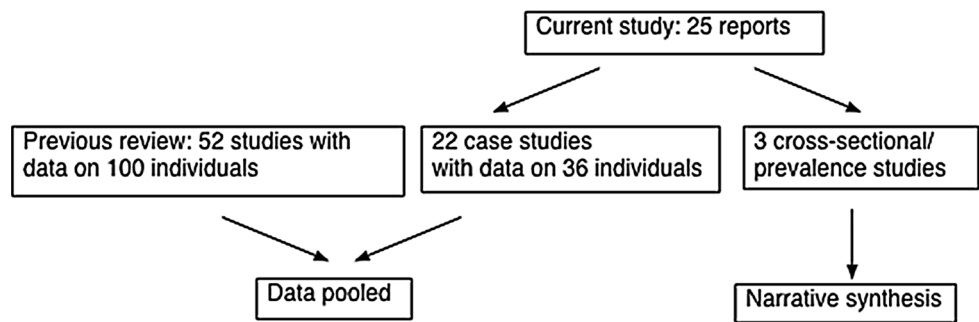 Current study: 25 reports
Previous review: 52 studies with
data on 100 individuals
22 case studies
with data on 36 individuals
3 cross-sectional/
prevalence studies
Data pooled
Narrative synthesis